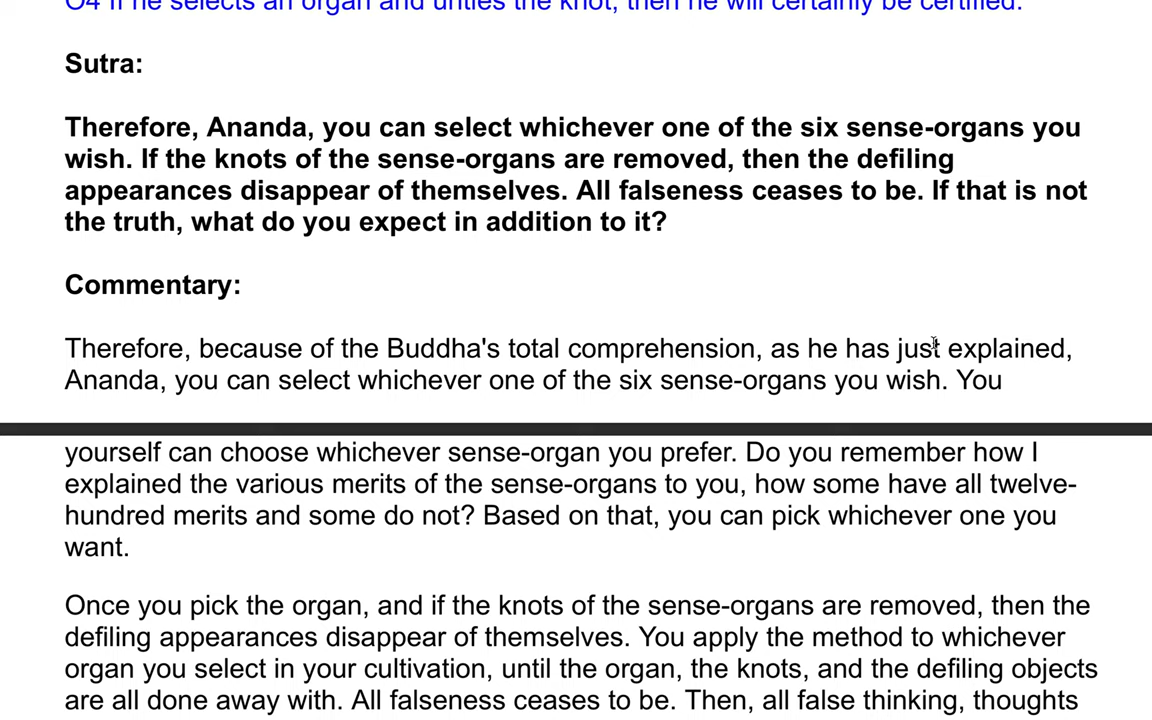 O4 If he selects an organ and unties the knot, then he will certainly be certified.
Sutra:
Therefore, Ananda, you can select whichever one of the six sense-organs you
wish. If the knots of the sense-organs are removed, then the defiling
appearances disappear of themselves. All falseness ceases to be. If that is not
the truth, what do you expect in addition to it?
Commentary:
Therefore, because of the Buddha's total comprehension, as he has just explained,
Ananda, you can select whichever one of the six sense-organs you wish. You
yourself can choose whichever sense-organ you prefer. Do you remember how I
explained the various merits of the sense-organs to you, how some have all twelve-
hundred merits and some do not? Based on that, you can pick whichever one you
want.
Once you pick the organ, and if the knots of the sense-organs are removed, then the
defiling appearances disappear of themselves. You apply the method to whichever
organ you select in your cultivation, until the organ, the knots, and the defiling objects
are all done away with. All falseness ceases to be. Then, all false thinking, thoughts